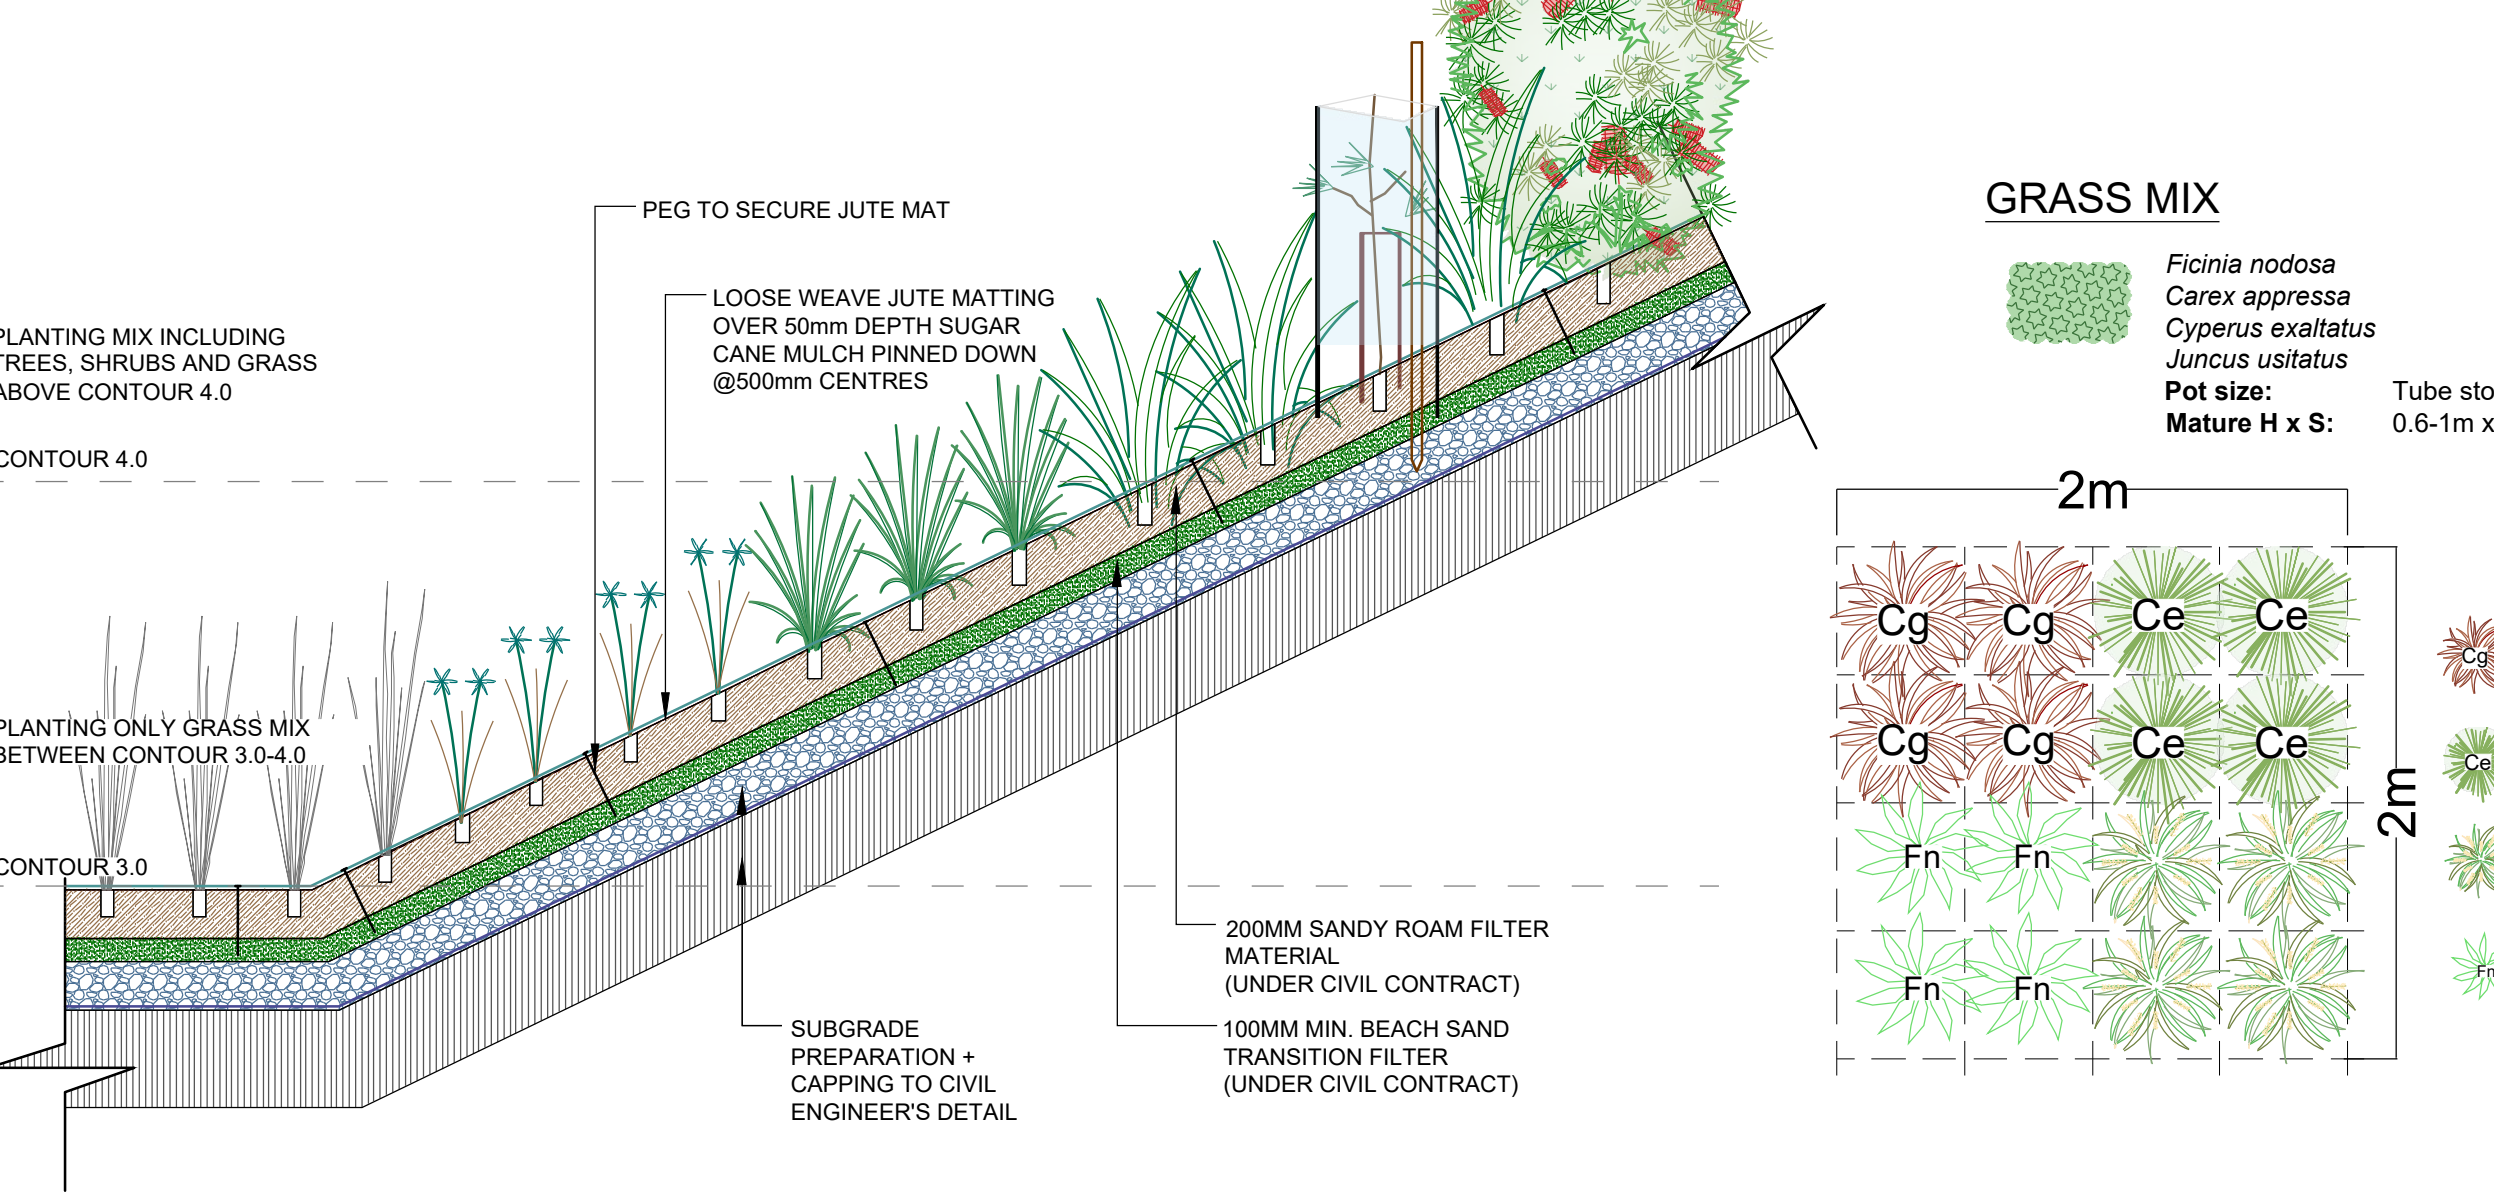 PEG TO SECURE JUTE MAT
LOOSE WEAVE JUTE MATTING
OVER 50mm DEPTH SUGAR
CANE MULCH PINNED DOWN
@500mm CENTRES
PLANTING MIX INCLUDING
TREES, SHRUBS AND GRASS
ABOVE CONTOUR 4.0
CONTOUR 4.0
PLANTING ONLY GRASS MIX
BETWEEN CONTOUR 3.0-4.0
CONTOUR 3.0
SUBGRADE
PREPARATION +
CAPPING TO CIVIL
ENGINEER'S DETAIL
200MM SANDY ROAM FILTER
MATERIAL
(UNDER CIVIL CONTRACT)
100MM MIN. BEACH SAND
TRANSITION FILTER
(UNDER CIVIL CONTRACT)
GRASS MIX
Ficinia nodosa
Carex appressa
Cyperus exaltatus
Juncus usitatus
Pot size: Tube sto
Mature H x S: 0.6-1m x
2m
Cg Cg Ce Ce
Cg Cg Ce Ce
Fn Fn
Fn Fn
2m
Cg
Ce
Fn